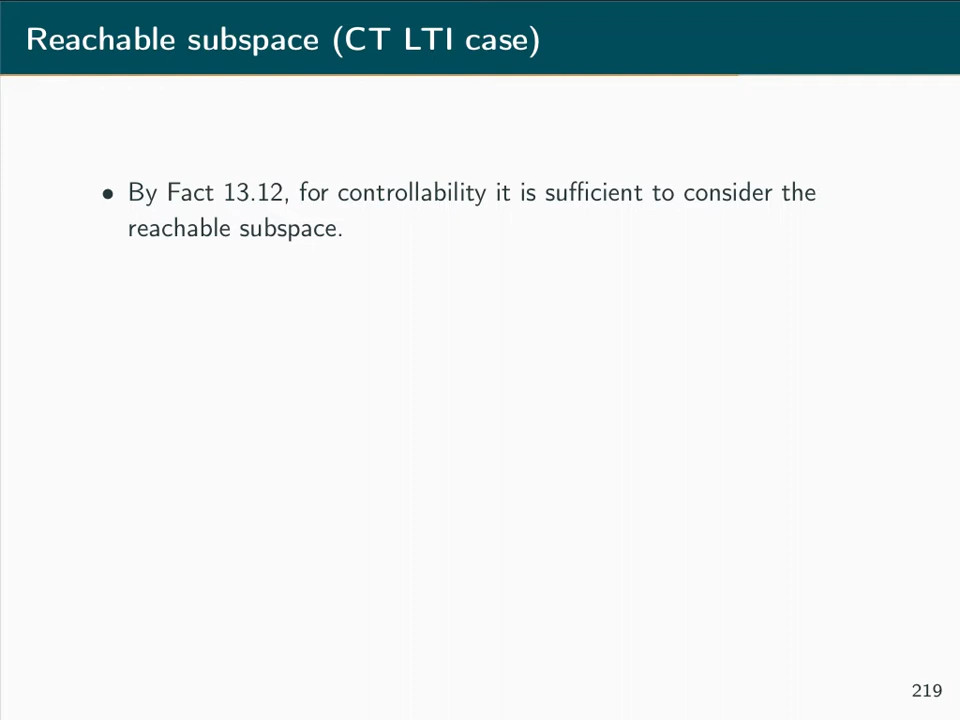 Reachable subspace (CT LTI case)
• By Fact 13.12, for controllability it is sufficient to consider the
reachable subspace.
219